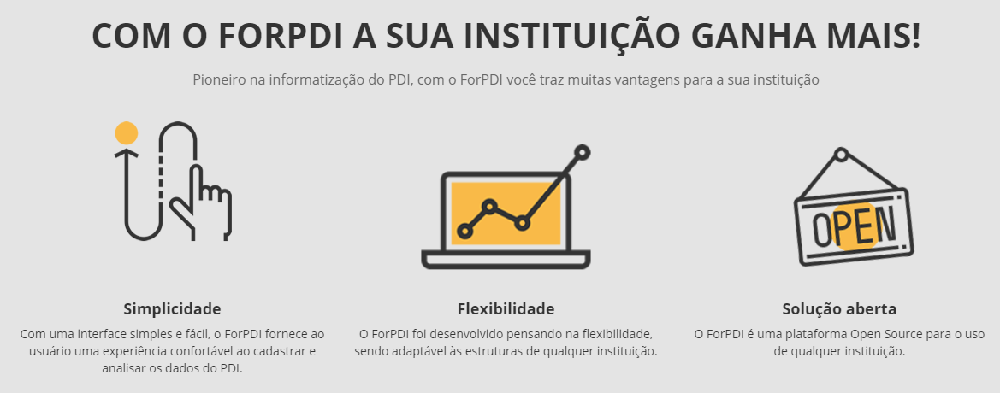 COM O FORPDI A SUA INSTITUIÇÃO GANHA MAIS!
Pioneiro na informatização do PDI, com o ForPDI você traz muitas vantagens para a sua instituição
OPEN
Simplicidade
Com uma interface simples e fácil, o ForPDI fornece ao
usuário uma experiência confortável ao cadastrar e
analisar os dados do PDI.
Flexibilidade
O ForPDI foi desenvolvido pensando na flexibilidade,
sendo adaptável às estruturas de qualquer instituição.
Solução aberta
O ForPDI é uma plataforma Open Source para o uso
de qualquer instituição.